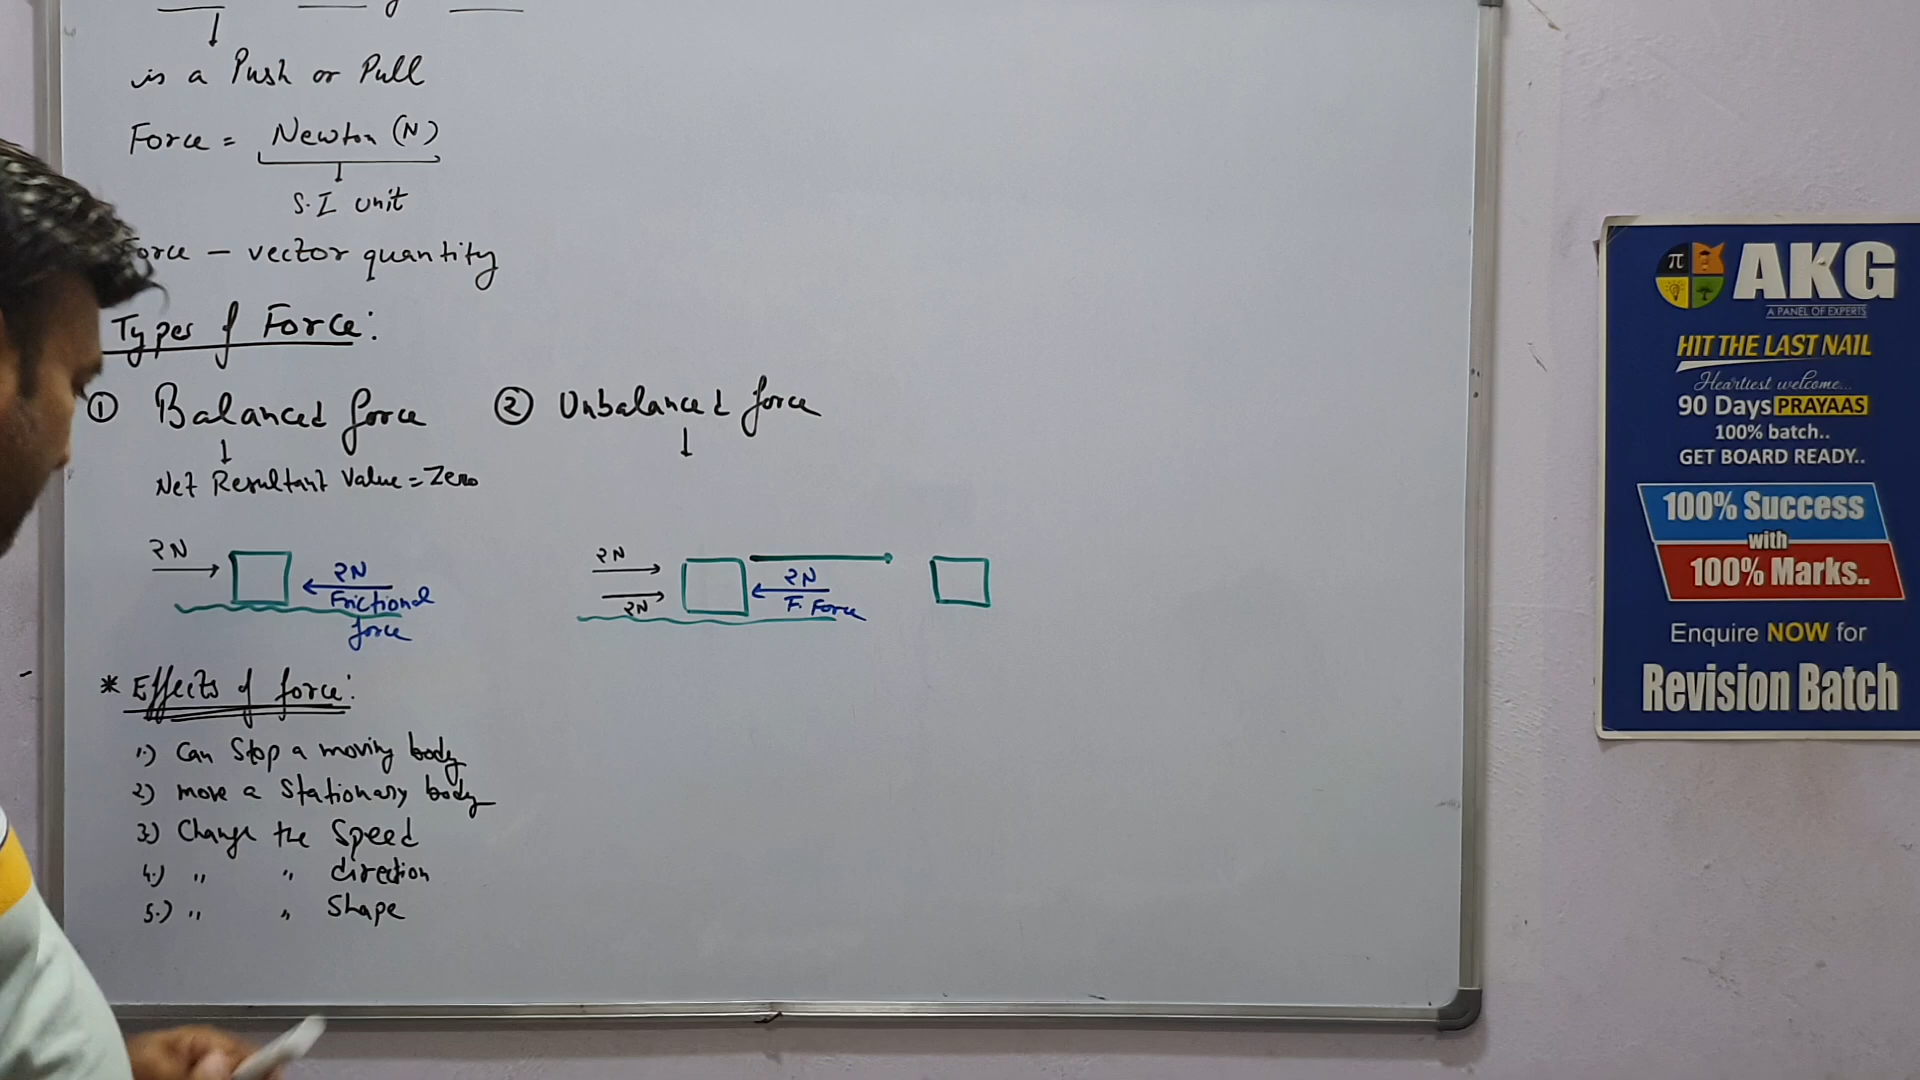 is a Push or Pull
Force = Newton (N)
S.I unit
Force – vector quantity
Types of Force:
① Balanced force
② Unbalanced force
Net Resultant Value = Zero
2N
2N
Frictional
force
2N
2N
2N
F. Force
* Effects of force:
1.) Can Stop a moving body
2) move a Stationary body
3) Change the Speed
4.) " " direction
5.) " " Shape
π
AKG
A PANEL OF EXPERTS
HIT THE LAST NAIL
Heartiest welcome...
90 Days PRAYAAS
100% batch..
GET BOARD READY..
100% Success
with
100% Marks..
Enquire NOW for
Revision Batch